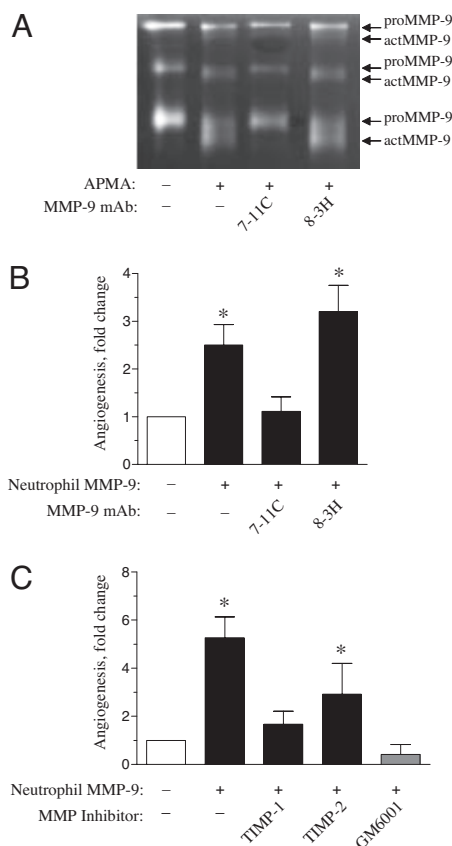 A
proMMP-9
actMMP-9
proMMP-9
actMMP-9
proMMP-9
actMMP-9
APMA: – + + +
MMP-9 mAb: – – 7-11C 8-3H
B
Angiogenesis, fold change
4
3
2
1
0
* *
Neutrophil MMP-9: – + + +
MMP-9 mAb: – – 7-11C 8-3H
C
Angiogenesis, fold change
8
6
4
2
0
* *
Neutrophil MMP-9: – + + + +
MMP Inhibitor: – – TIMP-1 TIMP-2 GM6001